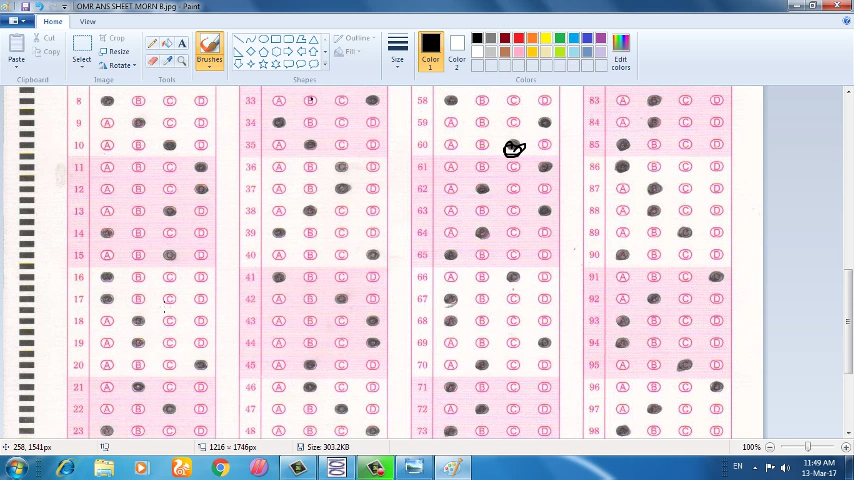 OMR ANS SHEET MORN B.jpg - Paint
Home View
Paste
Cut
Copy
Clipboard
Select
Crop
Resize
Rotate
Image
Tools
Brushes
Outline
Fill
Shapes
Size
Color 1
Color 2
Edit colors
Colors
8 B C D 33 A B C 58 B C D 83 A C D
9 A C D 34 B C D 59 A B C 84 A C D
10 A B D 35 A C D 60 A B D 85 B C D
11 A B C 36 A B C D 61 A B C 86 B C D
12 A B C 37 A B D 62 A C D 87 A C D
13 A B D 38 A C D 63 A B C 88 A C D
14 B C D 39 B C D 64 A C D 89 A B D
15 A B D 40 A B C 65 B C D 90 B C D
16 B C D 41 B C D 66 A B D 91 A B C
17 B C D 42 A B D 67 B C D 92 A C D
18 A C D 43 A B C 68 B C D 93 B C D
19 A C D 44 A B C 69 A B C 94 B C D
20 A B C 45 A C D 70 A C D 95 A B D
21 A C D 46 A C D 71 B C D 96 A B C
22 A B D 47 A B D 72 A C D 97 A C D
23 B C D 48 A B C 73 B C D 98 B C D
258, 1541px 1216 × 1746px Size: 303.2KB 100%
EN 11:49 AM
13-Mar-17